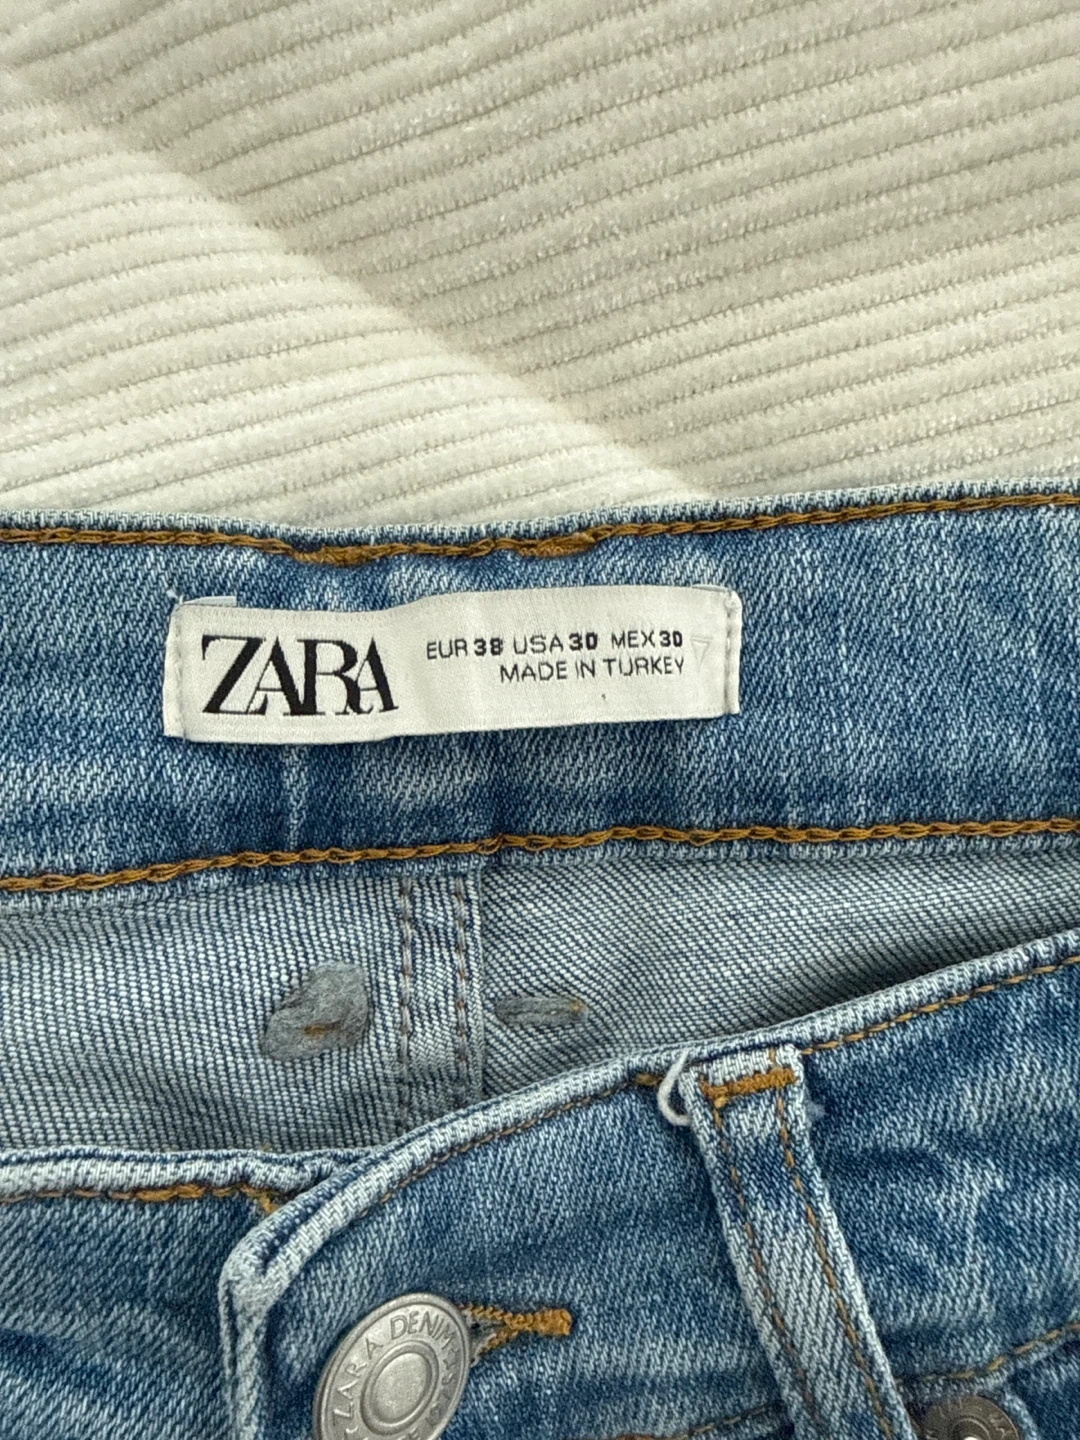 ZARA
EUR 38 USA 30 MEX 30
MADE IN TURKEY
ZARA DENIM